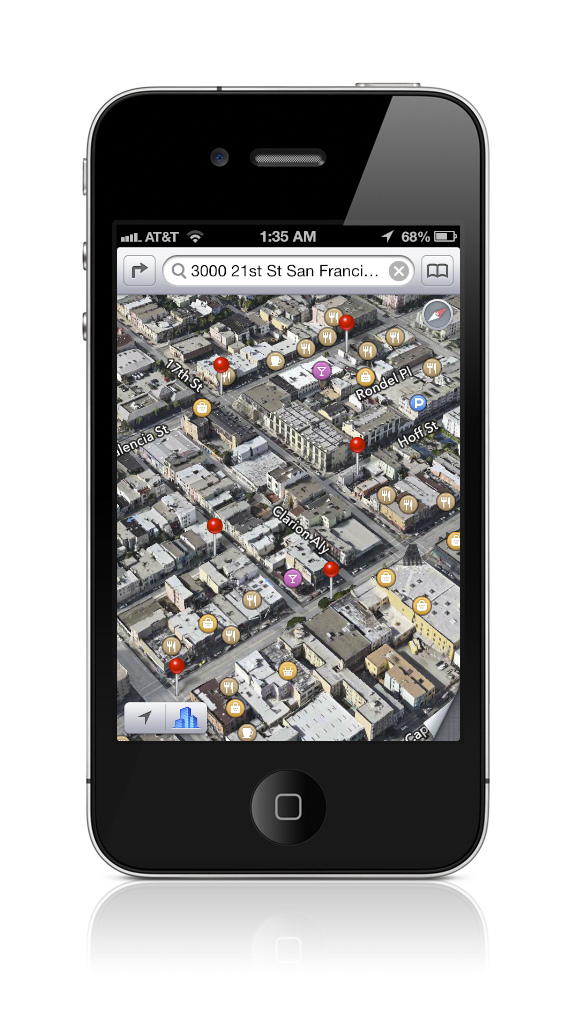 AT&T 1:35 AM 68%
3000 21st St San Franci...
17th St
Rondel Pl
alencia St
Hoff St
Clarion Aly
P
Cap